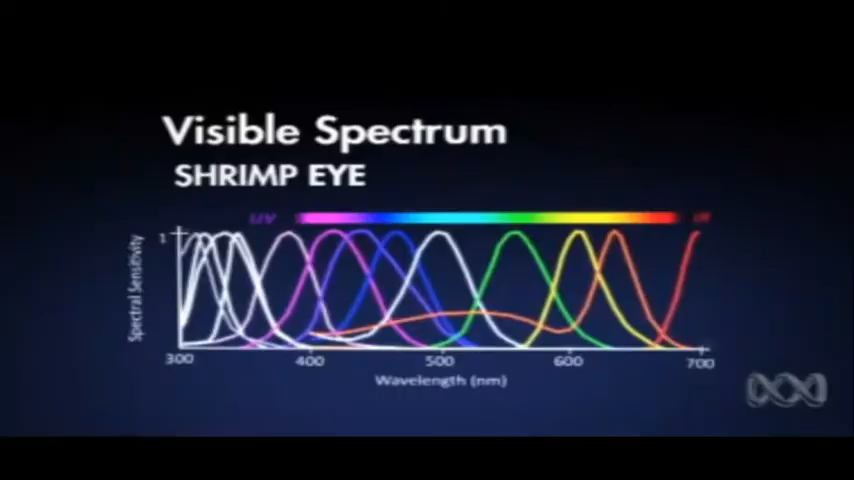 Visible Spectrum
SHRIMP EYE
UV
IR
1
Spectral Sensitivity
300 400 500 600 700
Wavelength (nm)